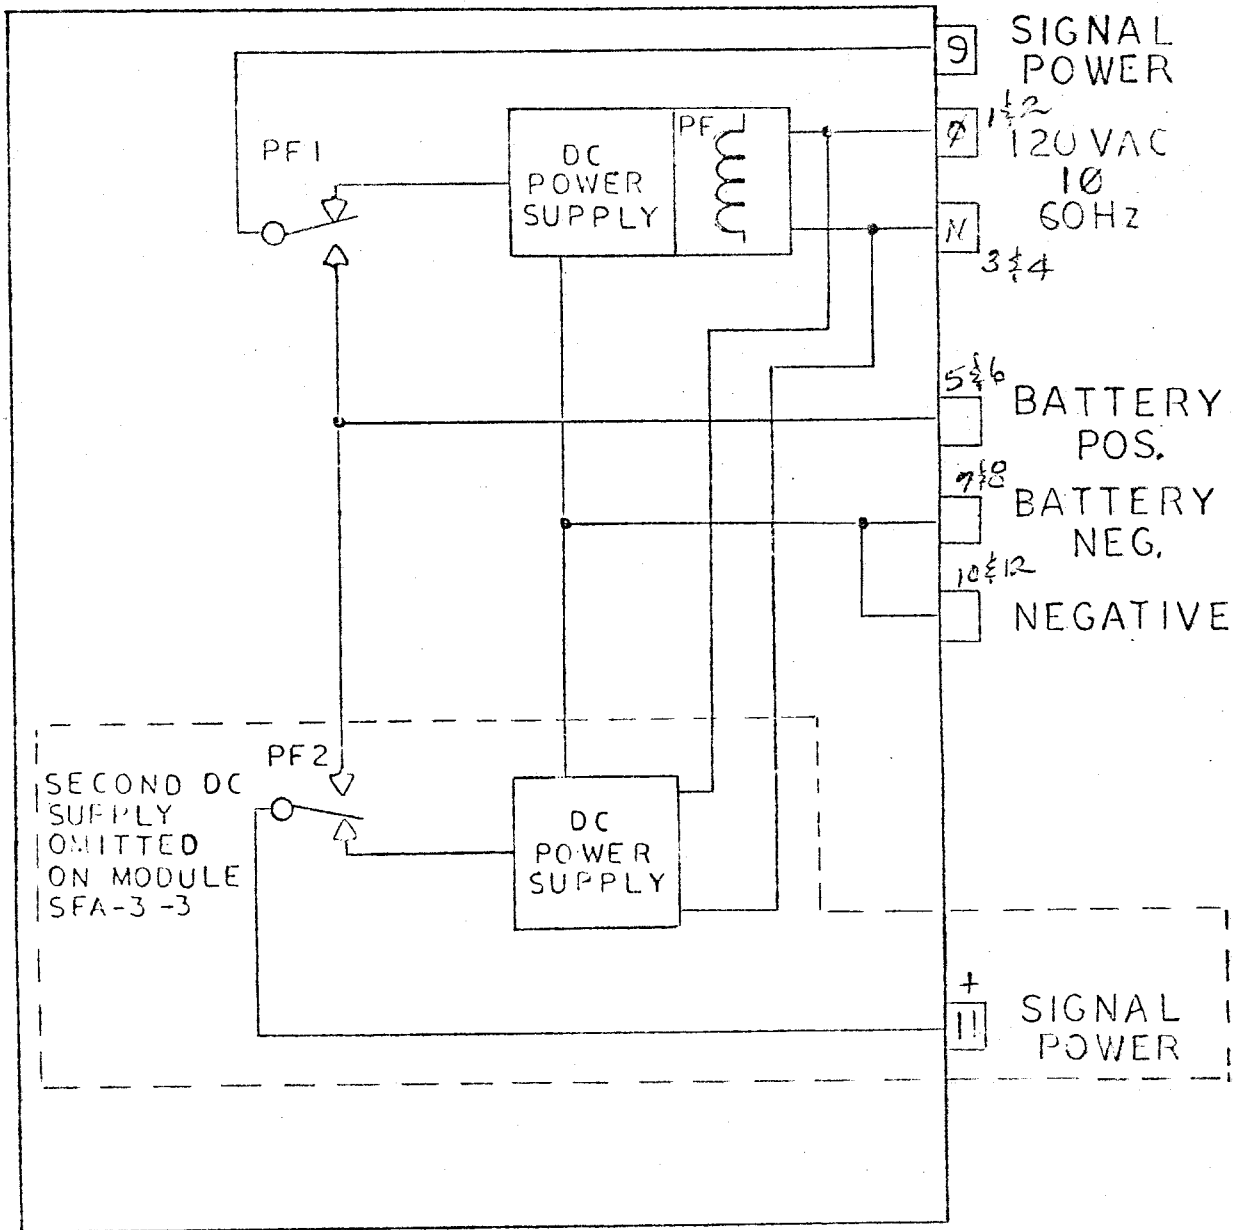 9
SIGNAL
POWER
PF1
DC
POWER
SUPPLY
PF
Ø
1&2
120 VAC
1Ø
60Hz
N
3&4
5&6
BATTERY
POS.
7&8
BATTERY
NEG.
10&12
NEGATIVE
PF2
SECOND DC
SUPPLY
OMITTED
ON MODULE
SFA-3-3
DC
POWER
SUPPLY
+
11
SIGNAL
POWER